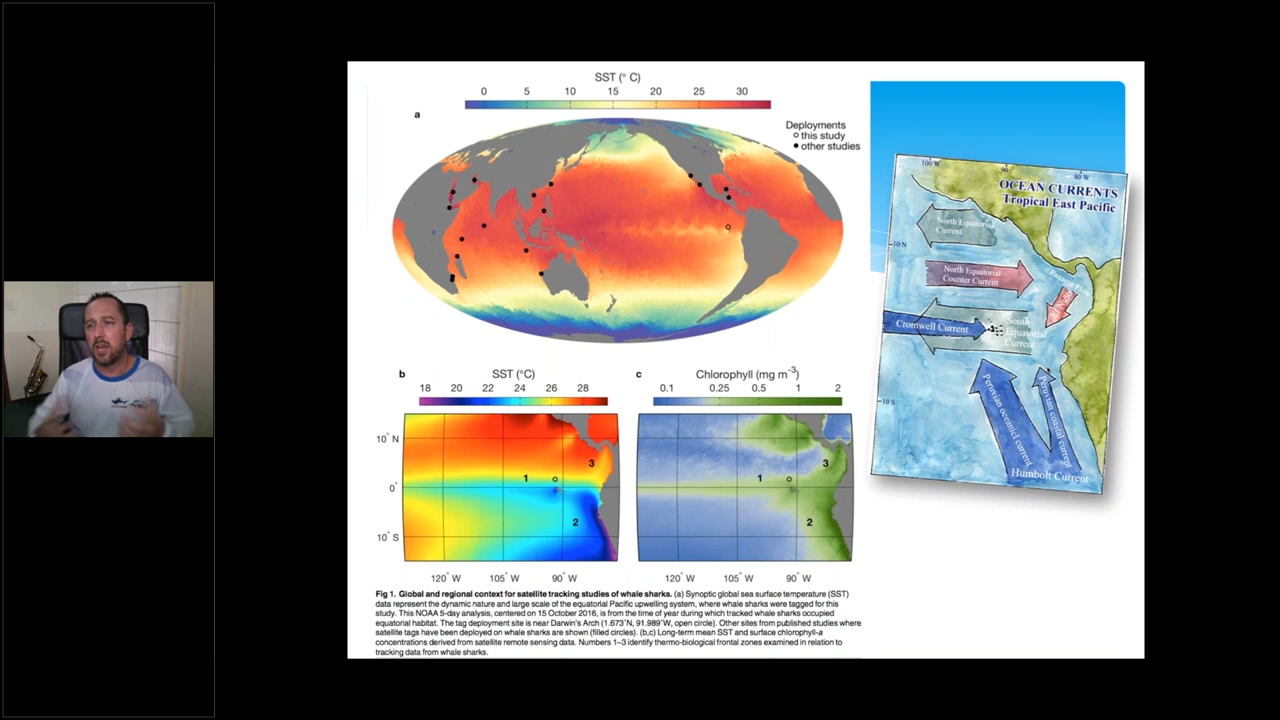 SST (° C)
0 5 10 15 20 25 30
a
Deployments
this study
other studies
b
SST (°C)
18 20 22 24 26 28
10° N
0°
10° S
1
2
3
120° W 105° W 90° W
c
Chlorophyll (mg m-3)
0.1 0.25 0.5 1 2
1
2
3
120° W 105° W 90° W
Fig 1. Global and regional context for satellite tracking studies of whale sharks. (a) Synoptic global sea surface temperature (SST)
data represent the dynamic nature and large scale of the equatorial Pacific upwelling system, where whale sharks were tagged for this
study. This NOAA 5-day analysis, centered on 15 October 2016, is from the time of year during which tracked whale sharks occupied
equatorial habitat. The tag deployment site is near Darwin's Arch (1.673°N, 91.989°W, open circle). Other sites from published studies where
satellite tags have been deployed on whale sharks are shown (filled circles). (b,c) Long-term mean SST and surface chlorophyll-a
concentrations derived from satellite remote sensing data. Numbers 1–3 identify thermo-biological frontal zones examined in relation to
tracking data from whale sharks.
100 W
90
80 W
OCEAN CURRENTS
Tropical East Pacific
North Equatorial
Current
10 N
North Equatorial
Counter Current
Cromwell Current
South
Equatorial
Current
10 S
Peruvian oceanic current
Peruvian coastal current
Humbolt Current